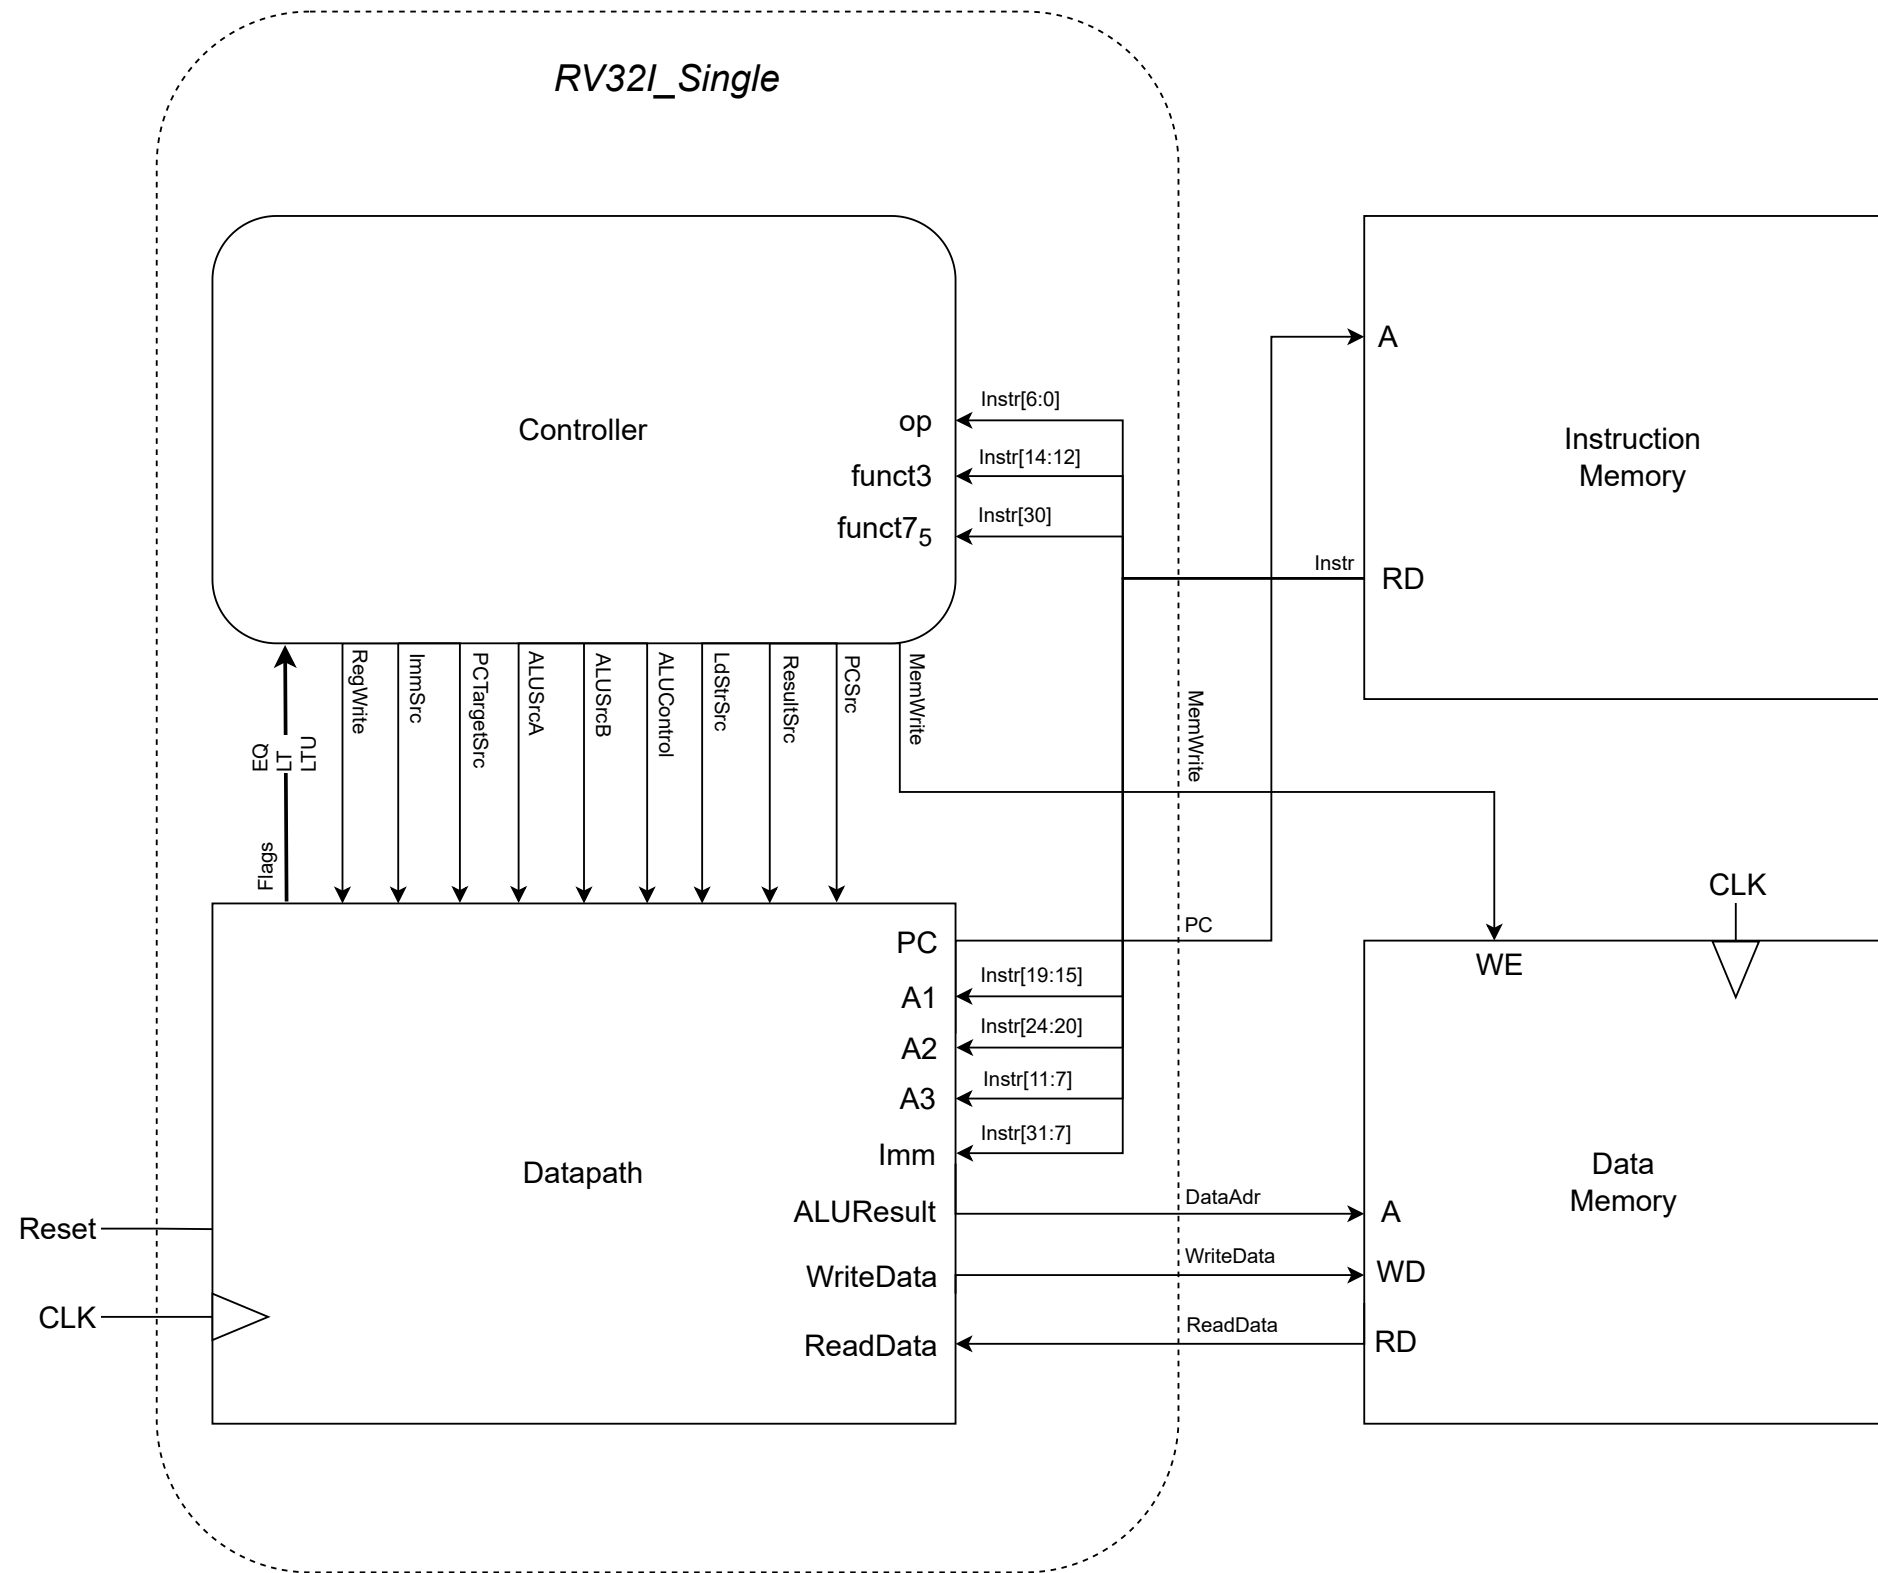 RV32I_Single
Controller
op
funct3
funct75
Instr[6:0]
Instr[14:12]
Instr[30]
A
Instruction
Memory
Instr
RD
RegWrite
ImmSrc
PCTargetSrc
ALUSrcA
ALUSrcB
ALUControl
LdStrSrc
ResultSrc
PCSrc
MemWrite
MemWrite
EQ
LT
LTU
Flags
PC
PC
A1
Instr[19:15]
A2
Instr[24:20]
A3
Instr[11:7]
Imm
Instr[31:7]
Datapath
ALUResult
DataAdr
WriteData
WriteData
ReadData
ReadData
Reset
CLK
CLK
WE
Data
Memory
A
WD
RD